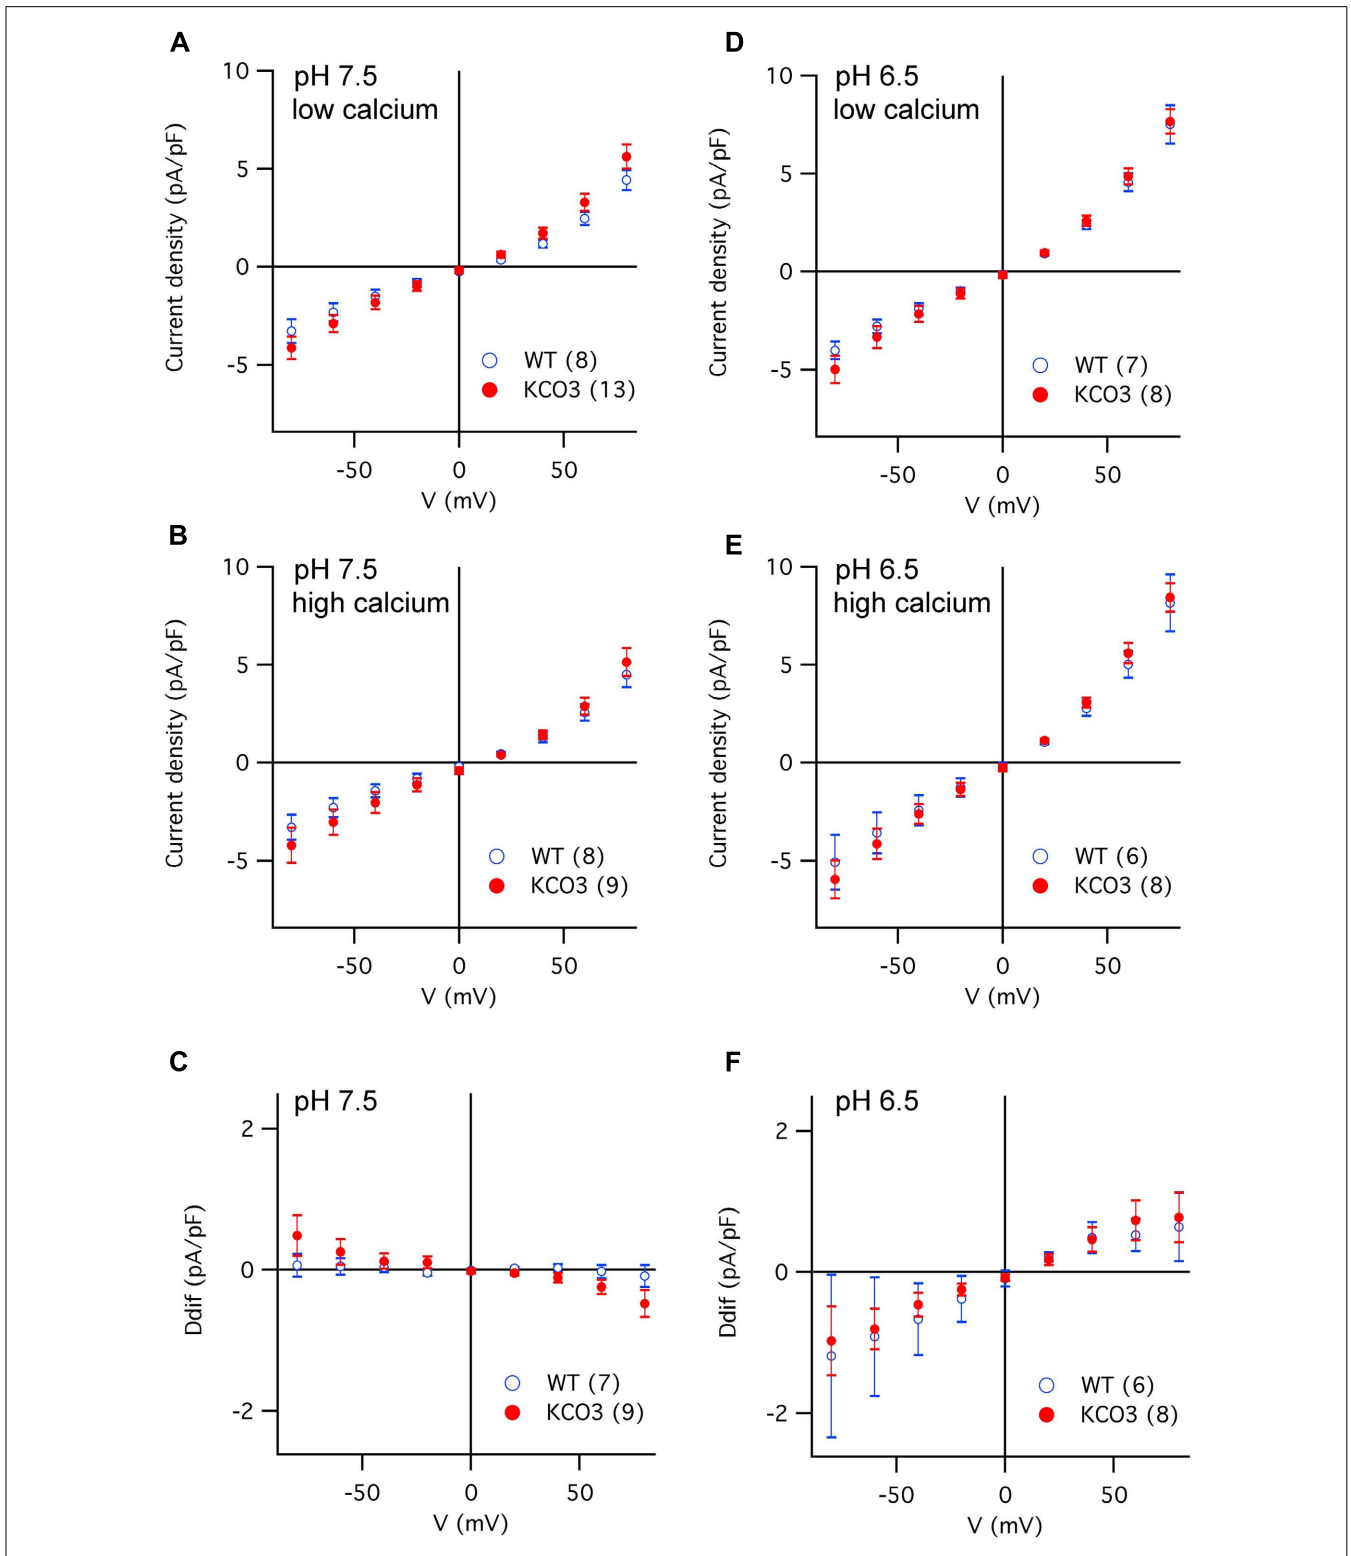 A
pH 7.5
low calcium
10
5
0
-5
Current density (pA/pF)
WT (8)
KCO3 (13)
-50
0
50
V (mV)
D
pH 6.5
low calcium
10
5
0
-5
Current density (pA/pF)
WT (7)
KCO3 (8)
-50
0
50
V (mV)
B
pH 7.5
high calcium
10
5
0
-5
Current density (pA/pF)
WT (8)
KCO3 (9)
-50
0
50
V (mV)
E
pH 6.5
high calcium
10
5
0
-5
Current density (pA/pF)
WT (6)
KCO3 (8)
-50
0
50
V (mV)
C
pH 7.5
2
0
-2
Ddif (pA/pF)
WT (7)
KCO3 (9)
-50
0
50
V (mV)
F
pH 6.5
2
0
-2
Ddif (pA/pF)
WT (6)
KCO3 (8)
-50
0
50
V (mV)